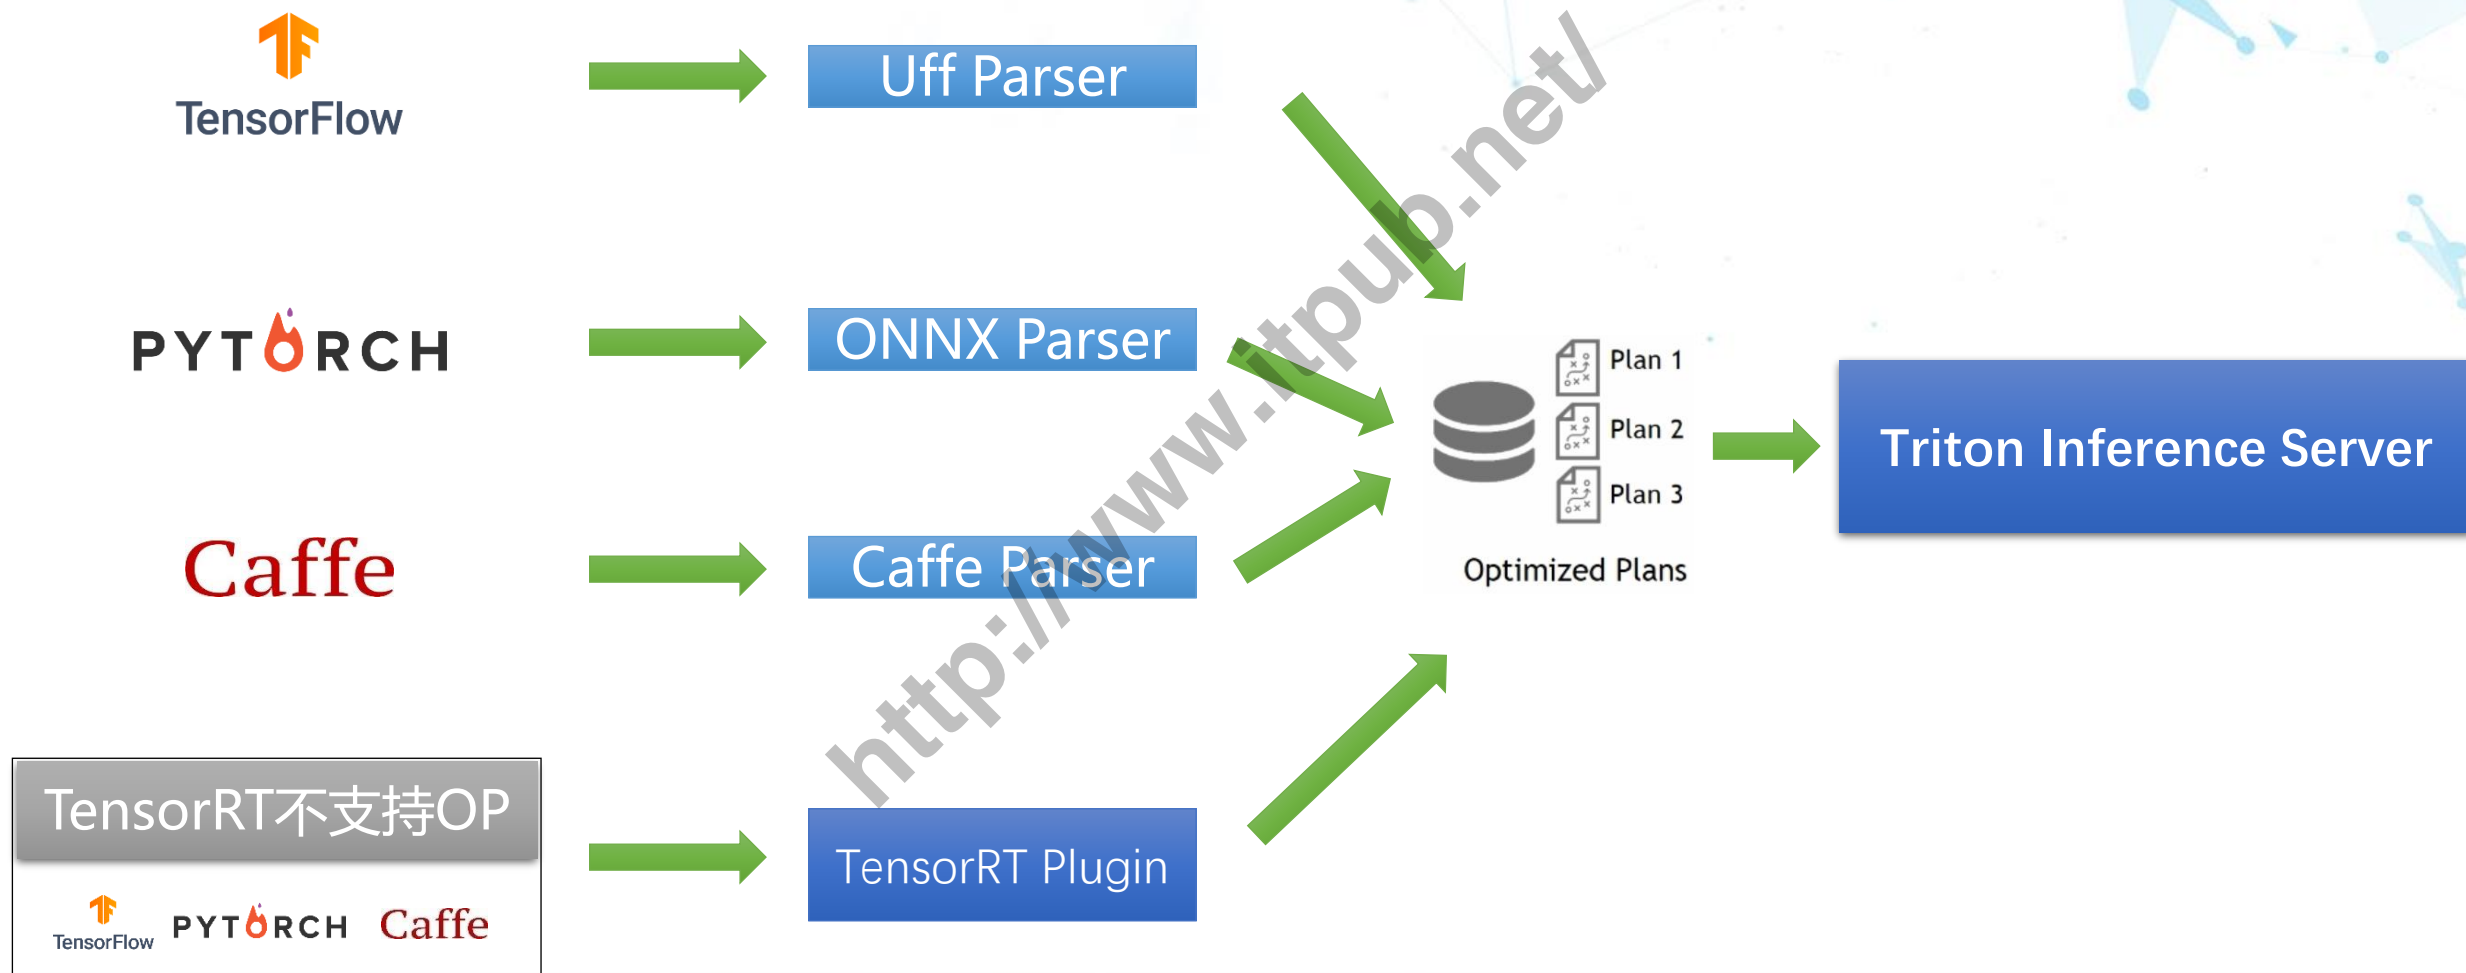 TensorFlow
Uff Parser
PYTORCH
ONNX Parser
Caffe
Caffe Parser
Plan 1
Plan 2
Plan 3
Optimized Plans
Triton Inference Server
TensorRT不支持OP
TensorFlow PYTORCH Caffe
TensorRT Plugin
http://www.itpub.net/